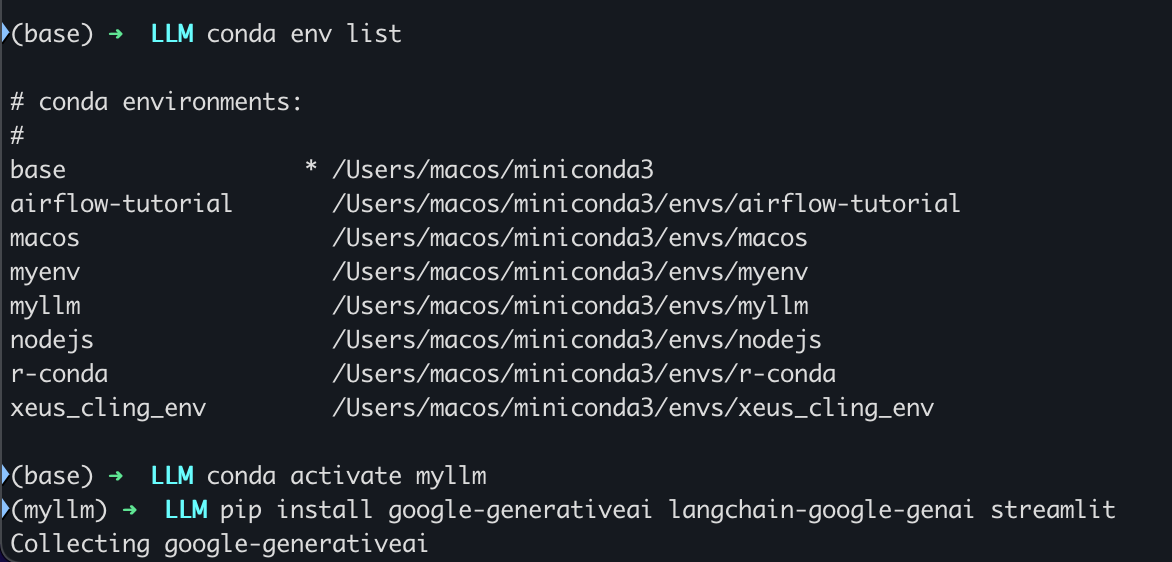 (base) → LLM conda env list
# conda environments:
#
base * /Users/macos/miniconda3
airflow-tutorial /Users/macos/miniconda3/envs/airflow-tutorial
macos /Users/macos/miniconda3/envs/macos
myenv /Users/macos/miniconda3/envs/myenv
myllm /Users/macos/miniconda3/envs/myllm
nodejs /Users/macos/miniconda3/envs/nodejs
r-conda /Users/macos/miniconda3/envs/r-conda
xeus_cling_env /Users/macos/miniconda3/envs/xeus_cling_env
(base) → LLM conda activate myllm
(myllm) → LLM pip install google-generativeai langchain-google-genai streamlit
Collecting google-generativeai